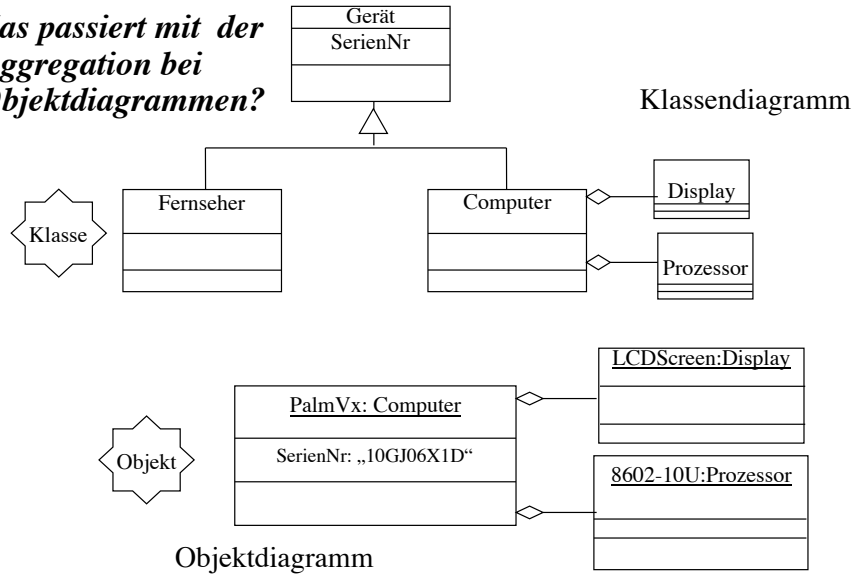 as passiert mit der
ggregation bei
bjektdiagrammen?
Gerät
SerienNr
Klassendiagramm
Klasse
Fernseher
Computer
Display
Prozessor
LCDScreen:Display
PalmVx: Computer
Objekt
SerienNr: „10GJ06X1D“
8602-10U:Prozessor
Objektdiagramm